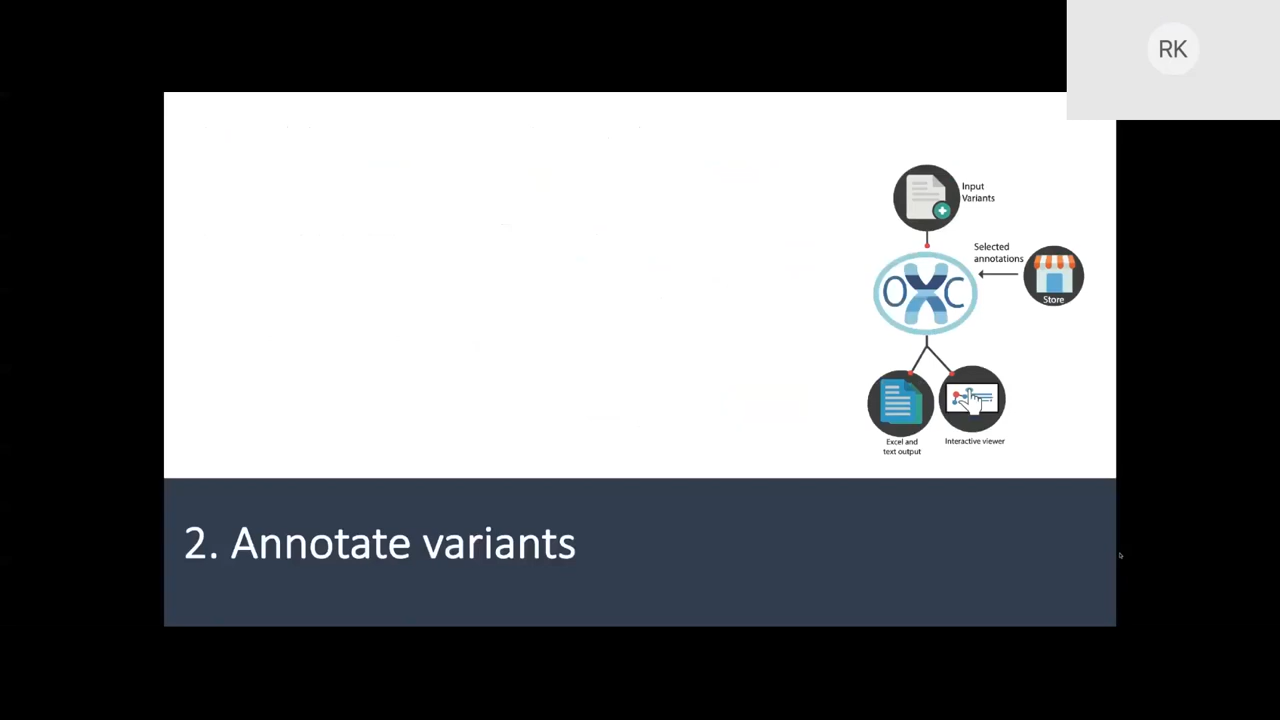 RK
Input
Variants
Selected
annotations
OXC
Store
Excel and
text output
Interactive viewer
2. Annotate variants